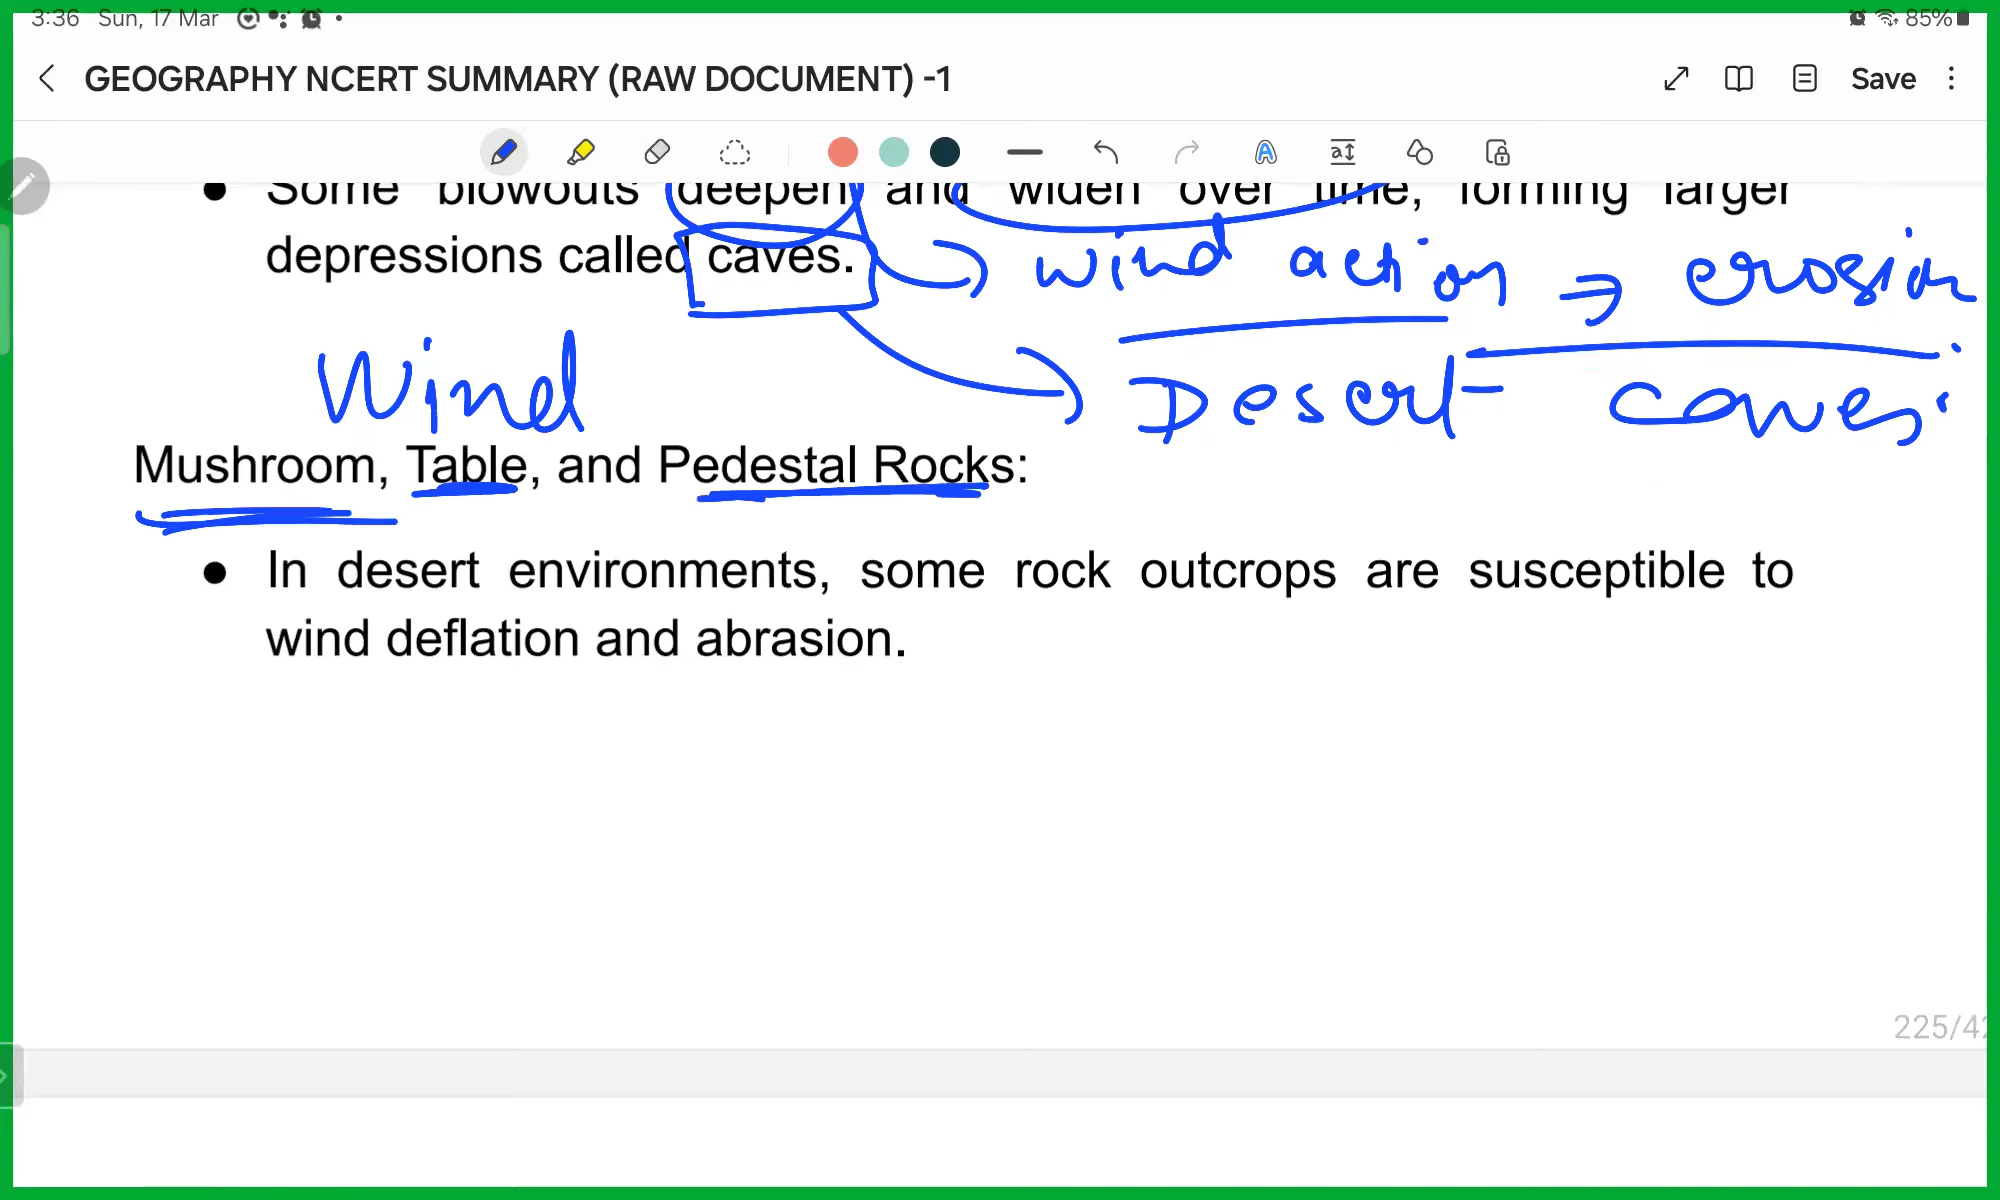 3:36 Sun, 17 Mar 85%
GEOGRAPHY NCERT SUMMARY (RAW DOCUMENT) -1 Save
A a
● Some blowouts deepen and widen over time, forming larger
depressions called caves. wind action → erosion
Wind Desert caves.
Mushroom, Table, and Pedestal Rocks:
● In desert environments, some rock outcrops are susceptible to
wind deflation and abrasion.
225/42